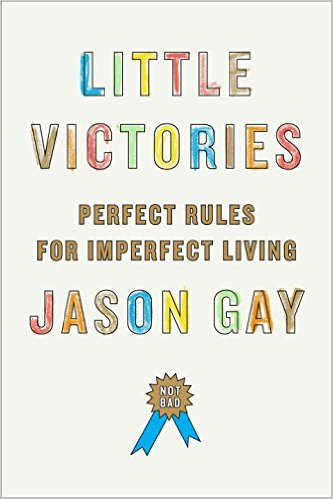 LITTLE
VICTORIES
PERFECT RULES
FOR IMPERFECT LIVING
JASON GAY
NOT
BAD